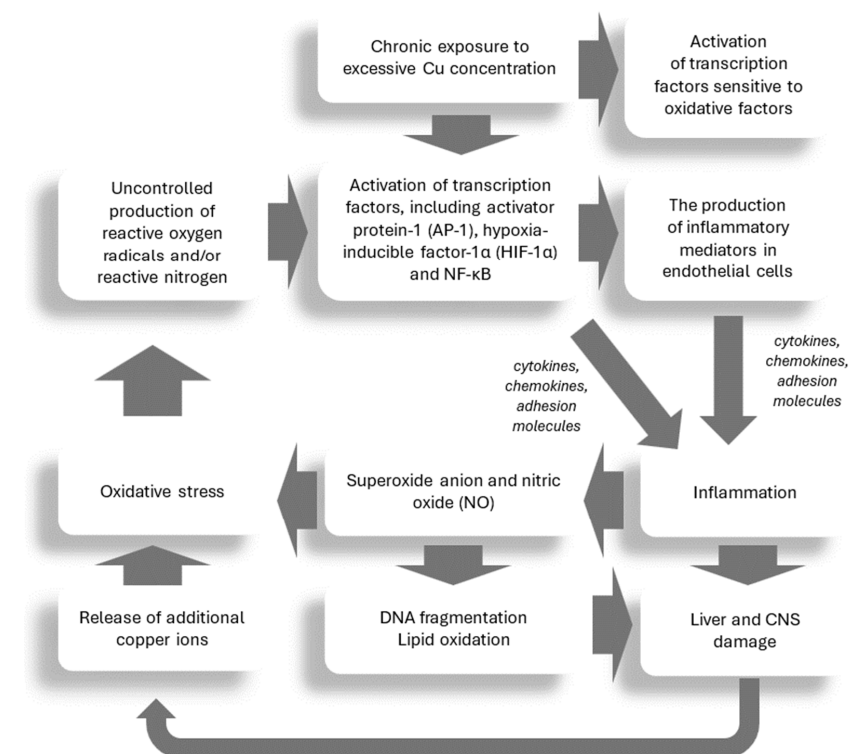 Chronic exposure to
excessive Cu concentration
Activation
of transcription
factors sensitive to
oxidative factors
Uncontrolled
production of
reactive oxygen
radicals and/or
reactive nitrogen
Activation of transcription
factors, including activator
protein-1 (AP-1), hypoxia-
inducible factor-1α (HIF-1α)
and NF-κB
The production
of inflammatory
mediators in
endothelial cells
cytokines,
chemokines,
adhesion
molecules
cytokines,
chemokines,
adhesion
molecules
Oxidative stress
Superoxide anion and nitric
oxide (NO)
Inflammation
Release of additional
copper ions
DNA fragmentation
Lipid oxidation
Liver and CNS
damage